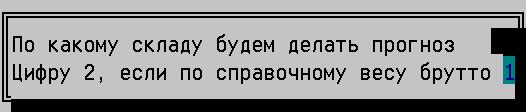 По какому складу будем делать прогноз
Цифру 2, если по справочному весу брутто 1